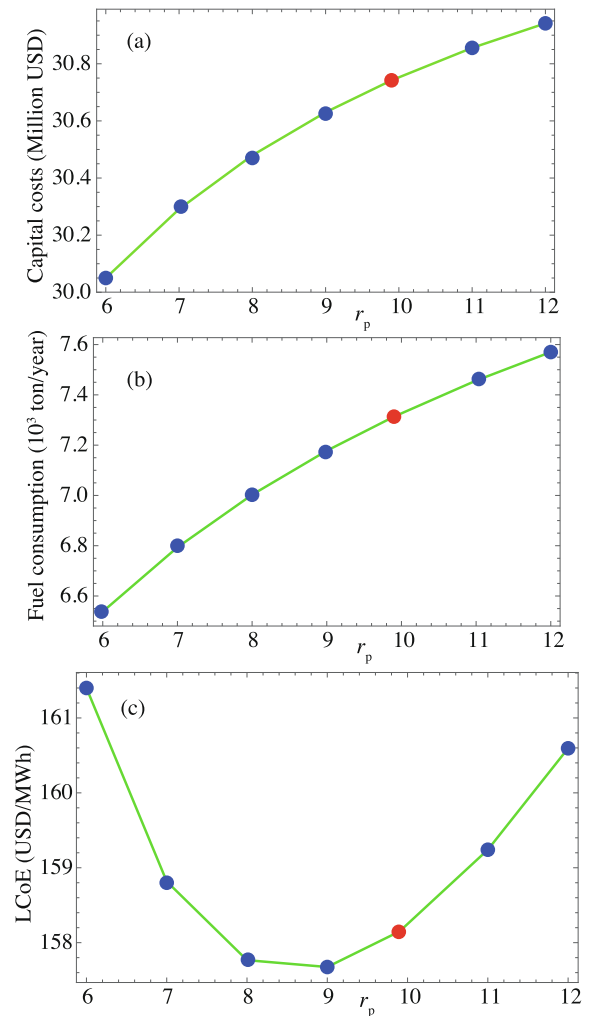 (a)
Capital costs (Million USD)
30.8
30.6
30.4
30.2
30.0
6 7 8 9 10 11 12
rp
(b)
Fuel consumption (10³ ton/year)
7.6
7.4
7.2
7.0
6.8
6.6
6 7 8 9 10 11 12
rp
(c)
LCoE (USD/MWh)
161
160
159
158
6 7 8 9 10 11 12
rp